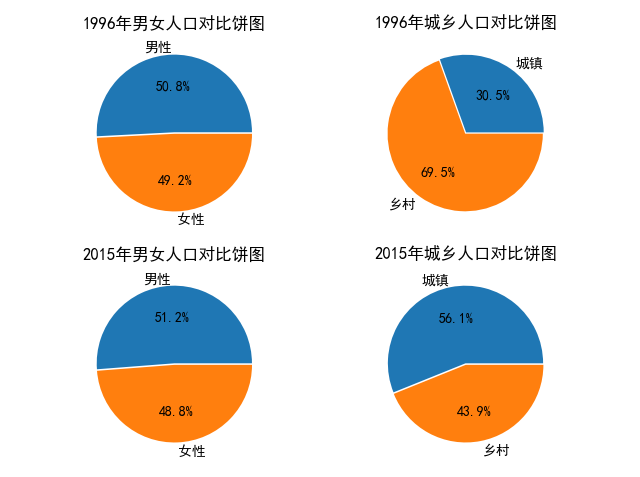 1996年男女人口对比饼图
男性
50.8%
49.2%
女性
1996年城乡人口对比饼图
城镇
30.5%
69.5%
乡村
2015年男女人口对比饼图
男性
51.2%
48.8%
女性
2015年城乡人口对比饼图
城镇
56.1%
43.9%
乡村